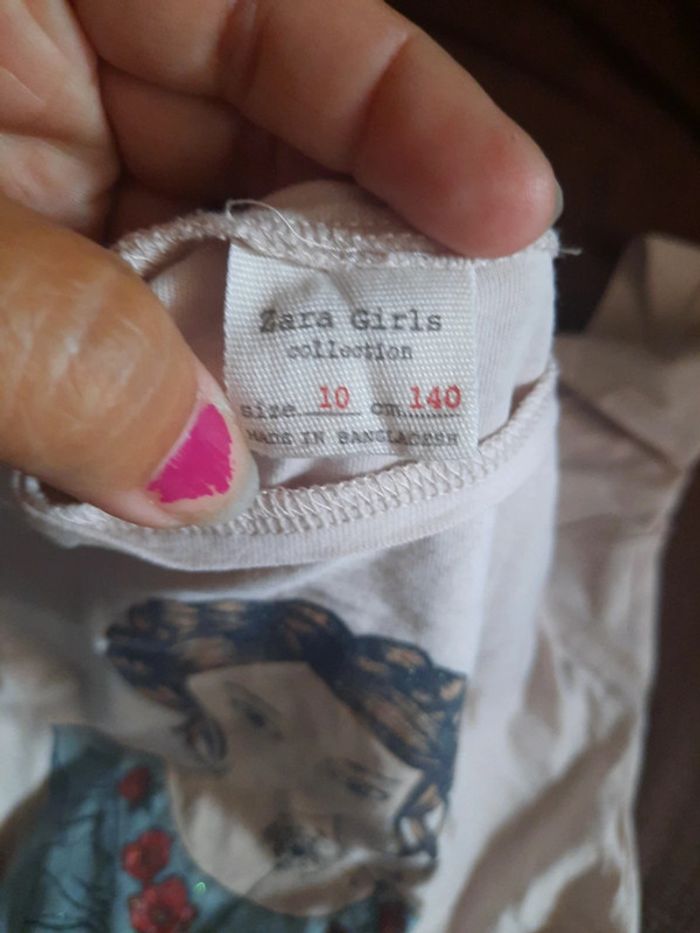 Zara Girls
collection
size 10 cm. 140
MADE IN BANGLADESH